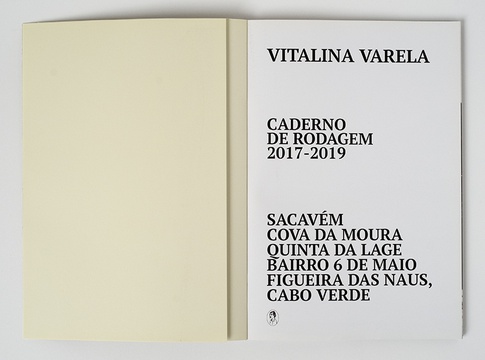 VITALINA VARELA
CADERNO
DE RODAGEM
2017-2019
SACAVÉM
COVA DA MOURA
QUINTA DA LAGE
BAIRRO 6 DE MAIO
FIGUEIRA DAS NAUS,
CABO VERDE